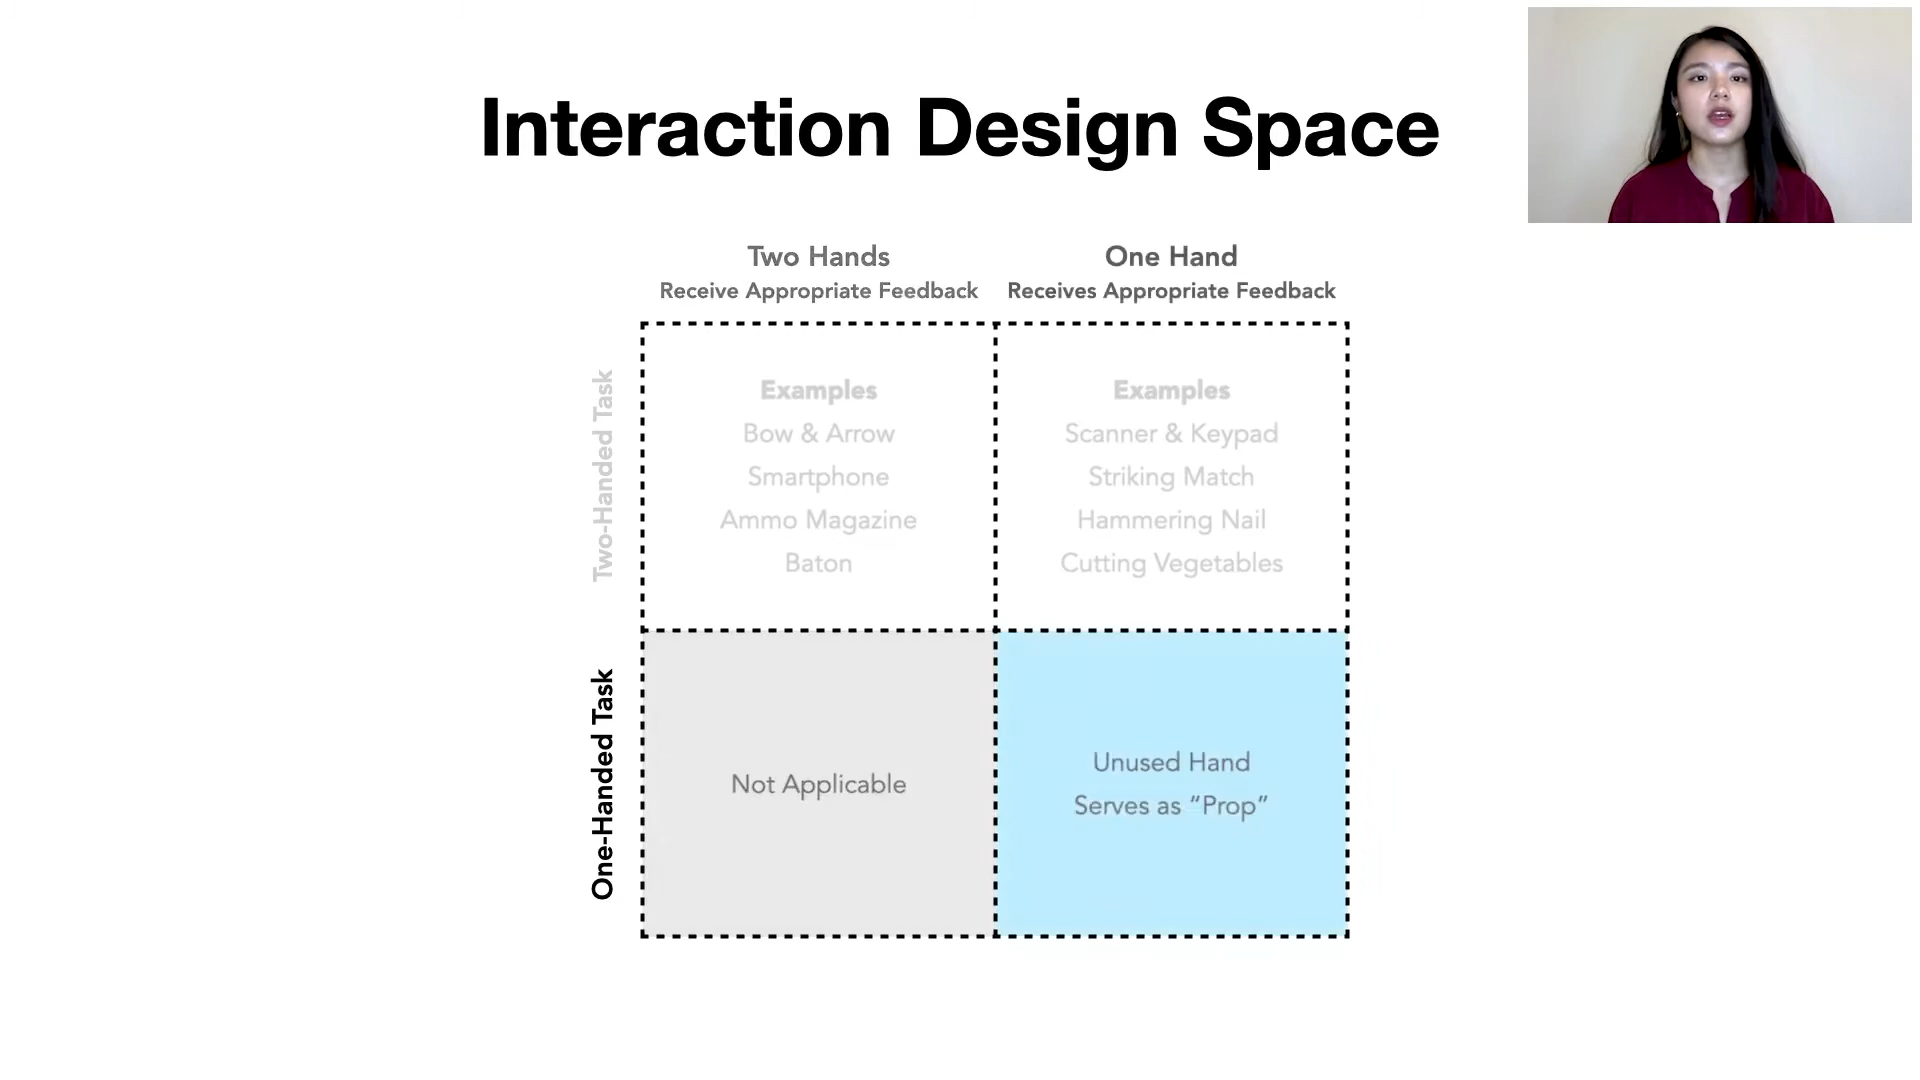 Interaction Design Space
Two Hands
Receive Appropriate Feedback
One Hand
Receives Appropriate Feedback
Two-Handed Task
Examples
Bow & Arrow
Smartphone
Ammo Magazine
Baton
Examples
Scanner & Keypad
Striking Match
Hammering Nail
Cutting Vegetables
One-Handed Task
Not Applicable
Unused Hand
Serves as “Prop”